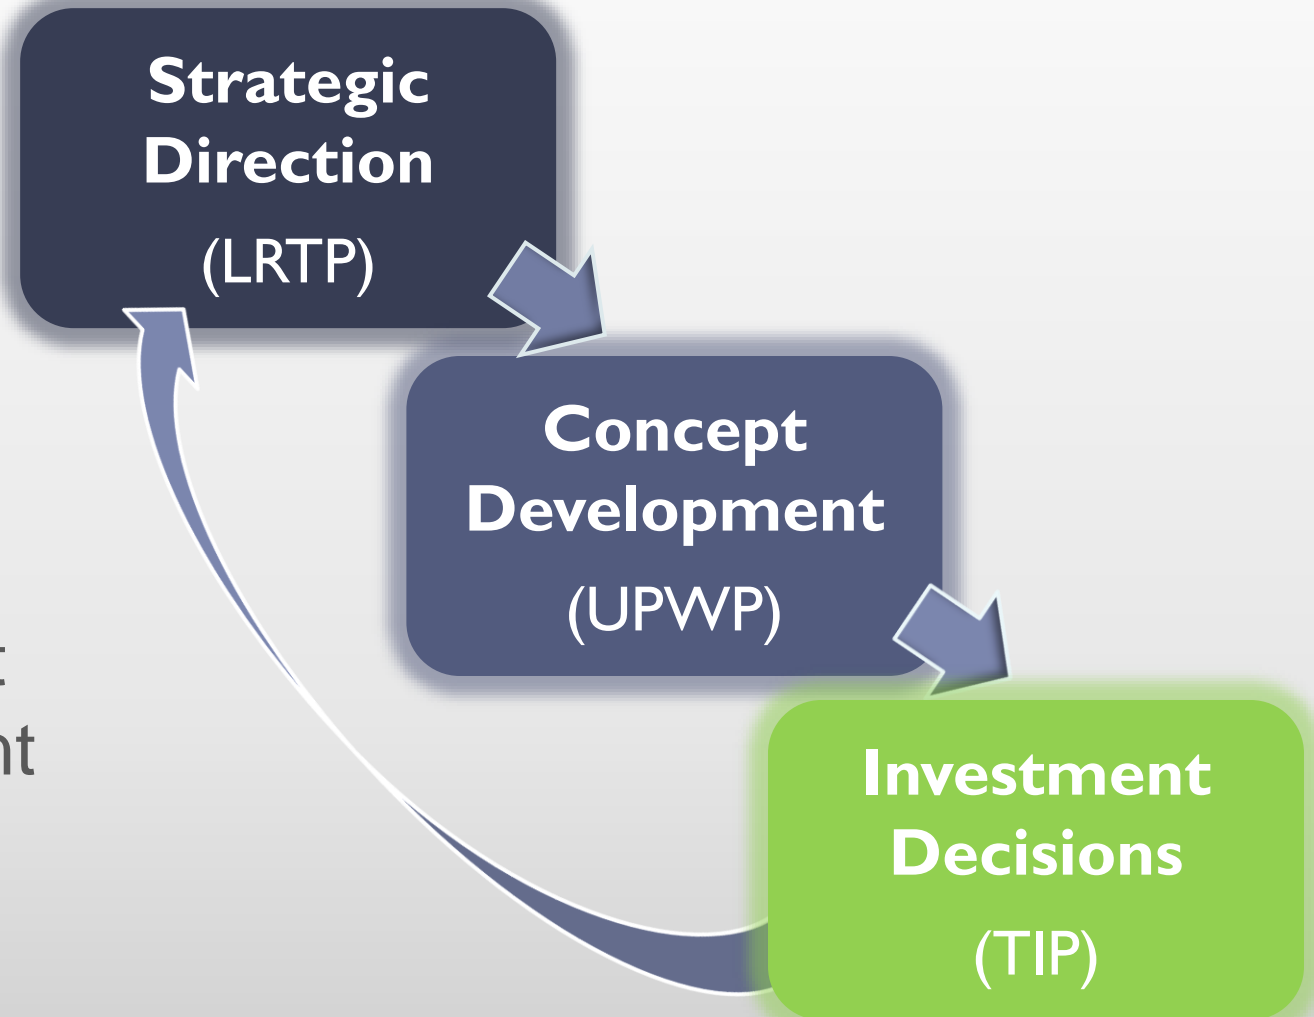 Strategic
Direction
(LRTP)
Concept
Development
(UPWP)
Investment
Decisions
(TIP)